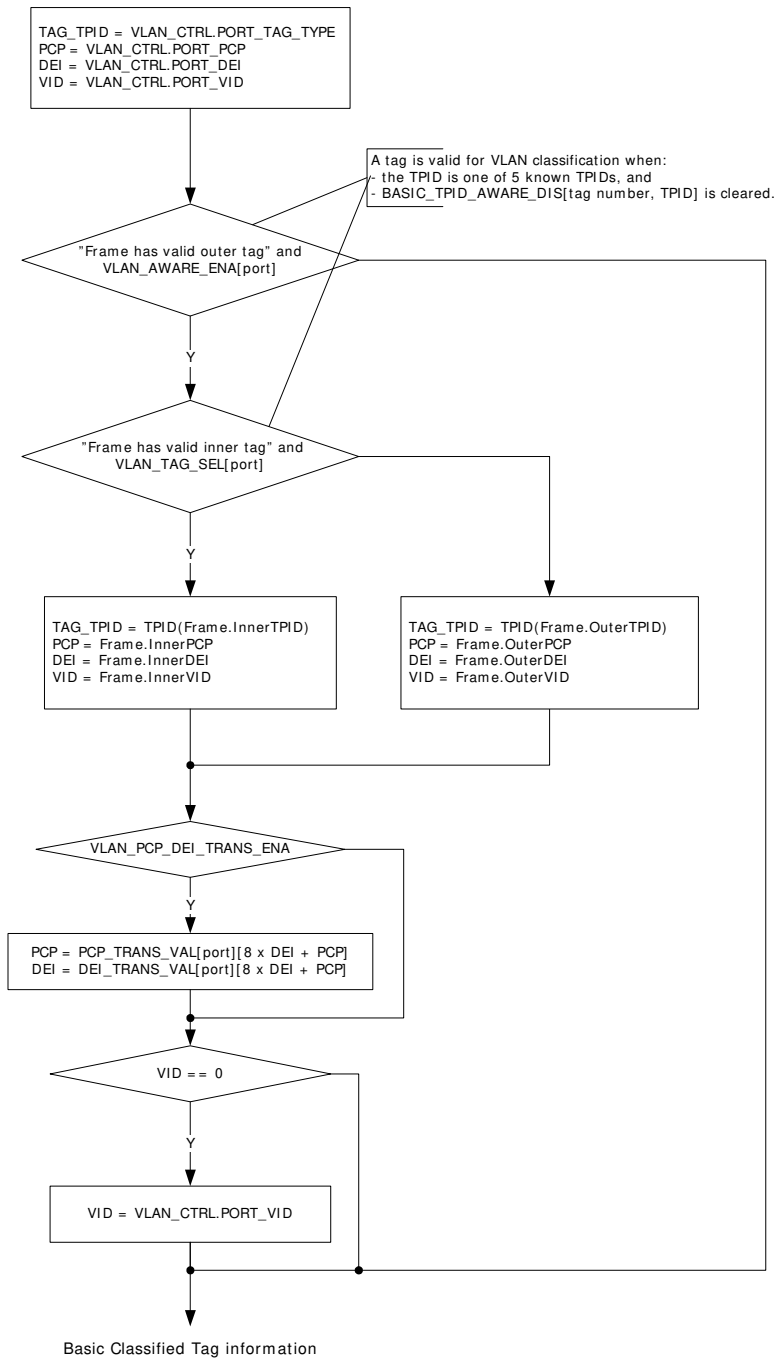 TAG_TPID = VLAN_CTRL.PORT_TAG_TYPE
PCP = VLAN_CTRL.PORT_PCP
DEI = VLAN_CTRL.PORT_DEI
VID = VLAN_CTRL.PORT_VID
A tag is valid for VLAN classification when:
- the TPID is one of 5 known TPIDs, and
- BASIC_TPID_AWARE_DIS[tag number, TPID] is cleared.
"Frame has valid outer tag" and
VLAN_AWARE_ENA[port]
Y
"Frame has valid inner tag" and
VLAN_TAG_SEL[port]
Y
TAG_TPID = TPID(Frame.InnerTPID)
PCP = Frame.InnerPCP
DEI = Frame.InnerDEI
VID = Frame.InnerVID
TAG_TPID = TPID(Frame.OuterTPID)
PCP = Frame.OuterPCP
DEI = Frame.OuterDEI
VID = Frame.OuterVID
VLAN_PCP_DEI_TRANS_ENA
Y
PCP = PCP_TRANS_VAL[port][8 x DEI + PCP]
DEI = DEI_TRANS_VAL[port][8 x DEI + PCP]
VID == 0
Y
VID = VLAN_CTRL.PORT_VID
Basic Classified Tag information